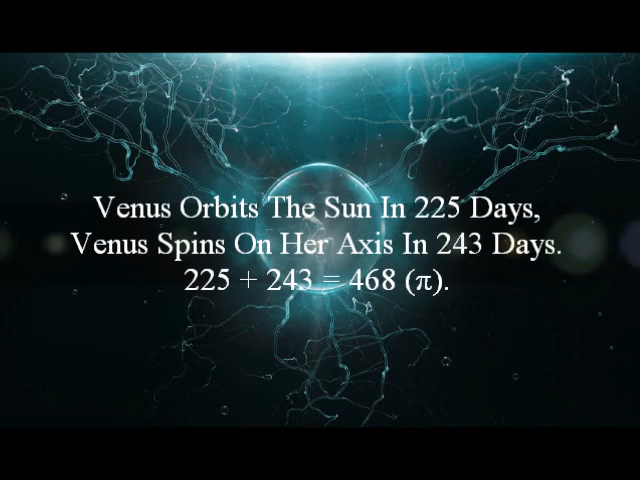 Venus Orbits The Sun In 225 Days,
Venus Spins On Her Axis In 243 Days.
225 + 243 = 468 (π).